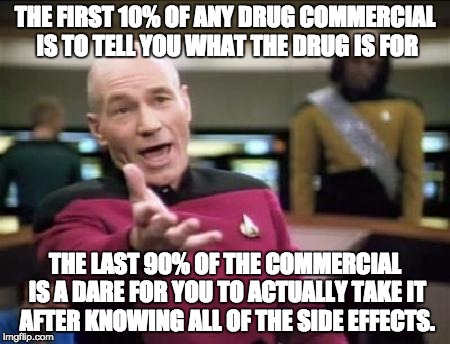 THE FIRST 10% OF ANY DRUG COMMERCIAL
IS TO TELL YOU WHAT THE DRUG IS FOR
THE LAST 90% OF THE COMMERCIAL
IS A DARE FOR YOU TO ACTUALLY TAKE IT
AFTER KNOWING ALL OF THE SIDE EFFECTS.
imgflip.com